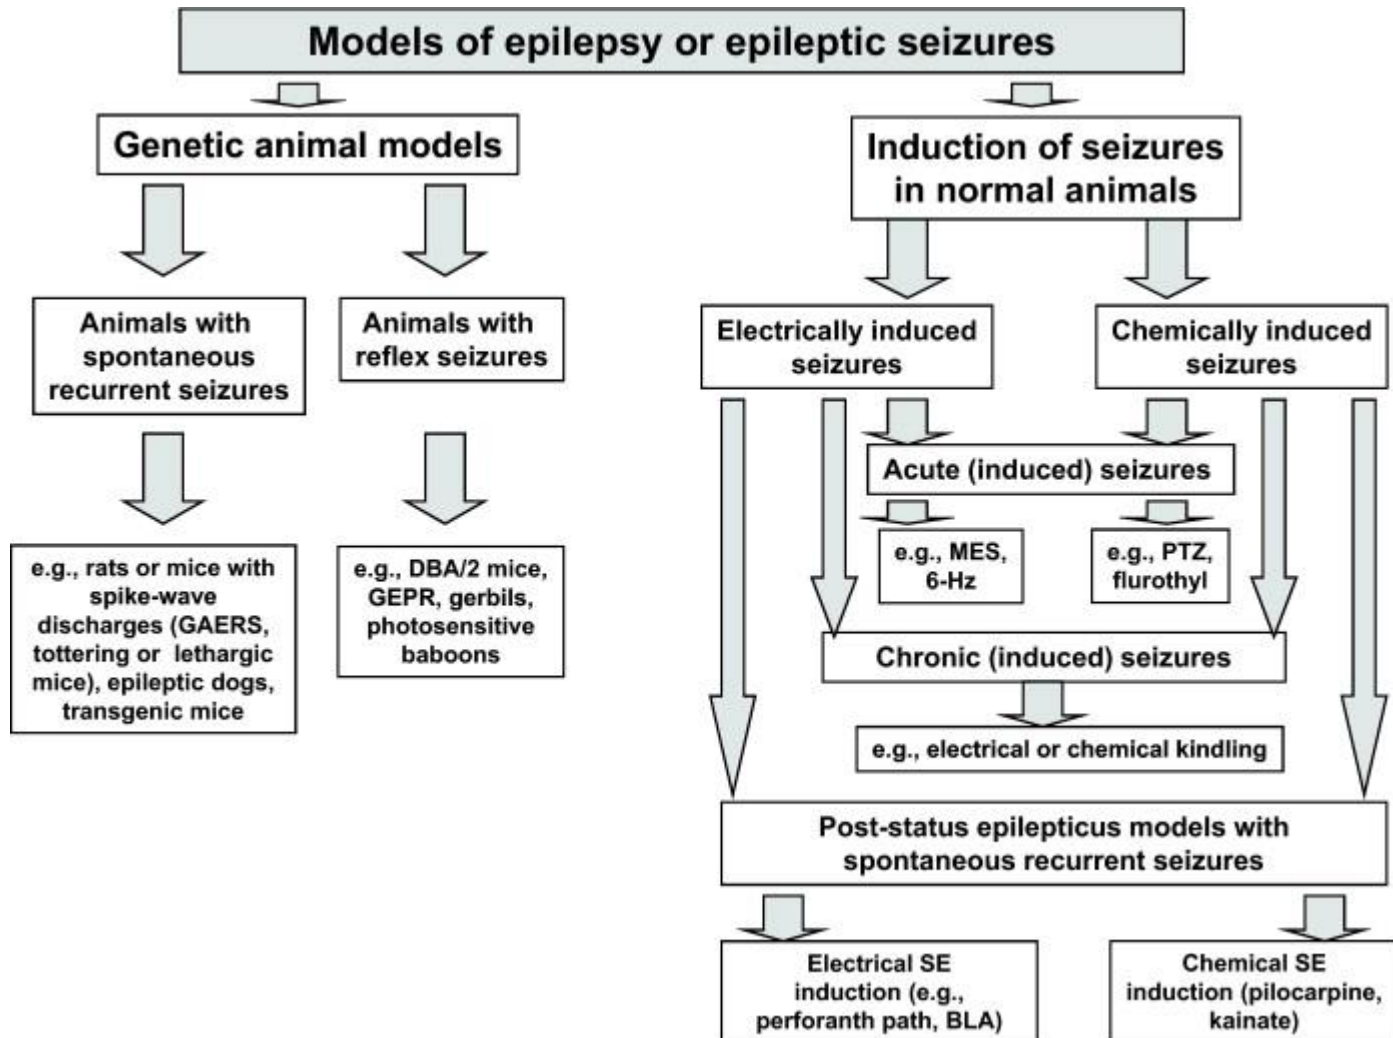 Models of epilepsy or epileptic seizures
Genetic animal models
Induction of seizures
in normal animals
Animals with
spontaneous
recurrent seizures
Animals with
reflex seizures
Electrically induced
seizures
Chemically induced
seizures
Acute (induced) seizures
e.g., rats or mice with
spike-wave
discharges (GAERS,
tottering or lethargic
mice), epileptic dogs,
transgenic mice
e.g., DBA/2 mice,
GEPR, gerbils,
photosensitive
baboons
e.g., MES,
6-Hz
e.g., PTZ,
flurothyl
Chronic (induced) seizures
e.g., electrical or chemical kindling
Post-status epilepticus models with
spontaneous recurrent seizures
Electrical SE
induction (e.g.,
perforanth path, BLA)
Chemical SE
induction (pilocarpine,
kainate)